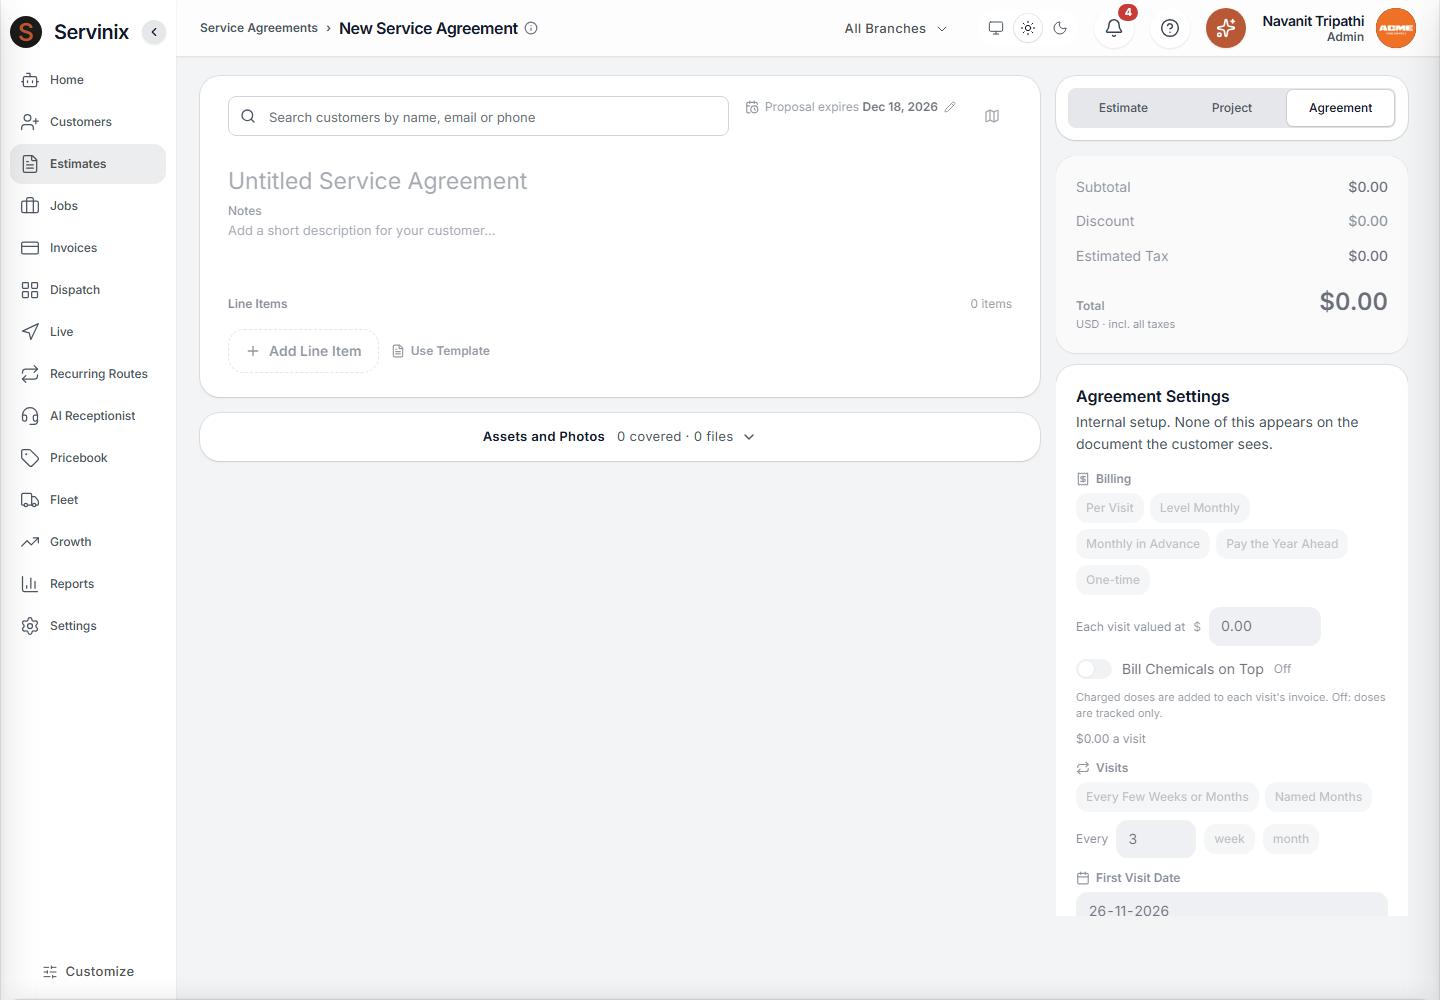 S
Servinix
Home
Customers
Estimates
Jobs
Invoices
Dispatch
Live
Recurring Routes
AI Receptionist
Pricebook
Fleet
Growth
Reports
Settings
Customize
Service Agreements › New Service Agreement
All Branches
4
Navanit Tripathi
Admin
ACME
Search customers by name, email or phone
Proposal expires Dec 18, 2026
Untitled Service Agreement
Notes
Add a short description for your customer...
Line Items
0 items
Add Line Item
Use Template
Assets and Photos 0 covered · 0 files
Estimate
Project
Agreement
Subtotal $0.00
Discount $0.00
Estimated Tax $0.00
Total $0.00
USD · incl. all taxes
Agreement Settings
Internal setup. None of this appears on the
document the customer sees.
Billing
Per Visit
Level Monthly
Monthly in Advance
Pay the Year Ahead
One-time
Each visit valued at $ 0.00
Bill Chemicals on Top Off
Charged doses are added to each visit's invoice. Off: doses
are tracked only.
$0.00 a visit
Visits
Every Few Weeks or Months
Named Months
Every 3 week month
First Visit Date
26-11-2026